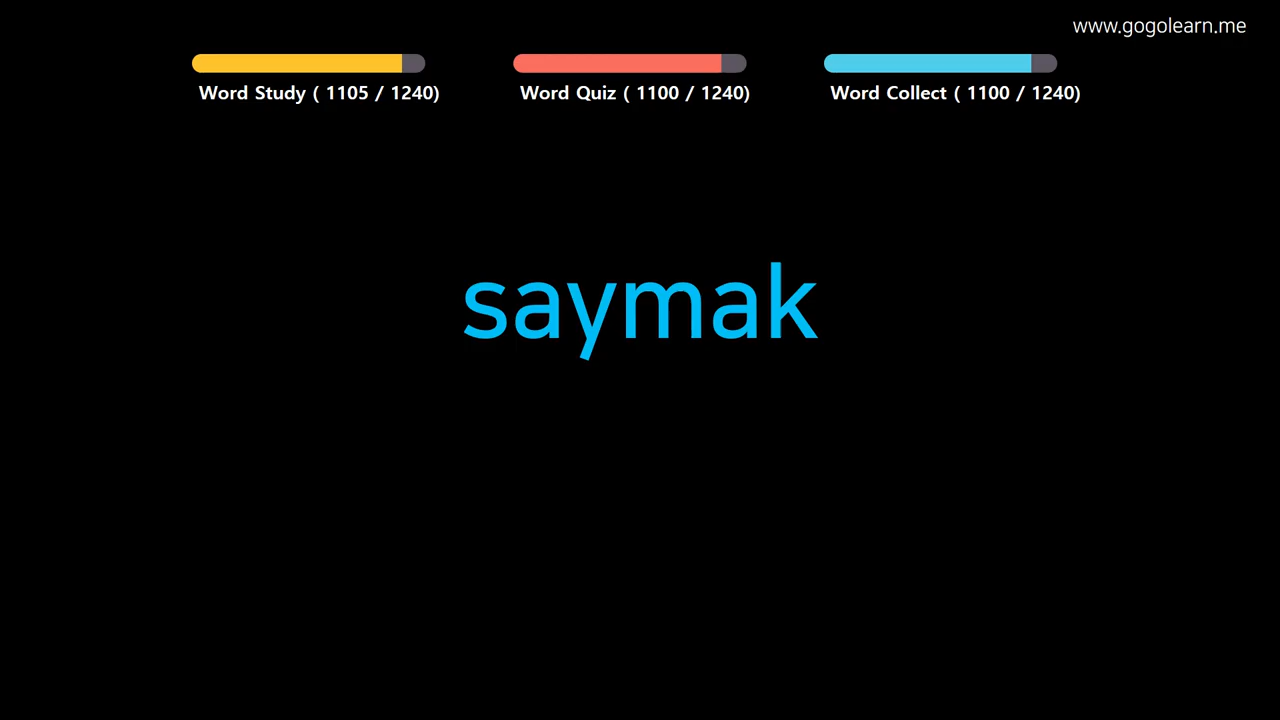 www.gogolearn.me
Word Study ( 1105 / 1240)
Word Quiz ( 1100 / 1240)
Word Collect ( 1100 / 1240)
saymak